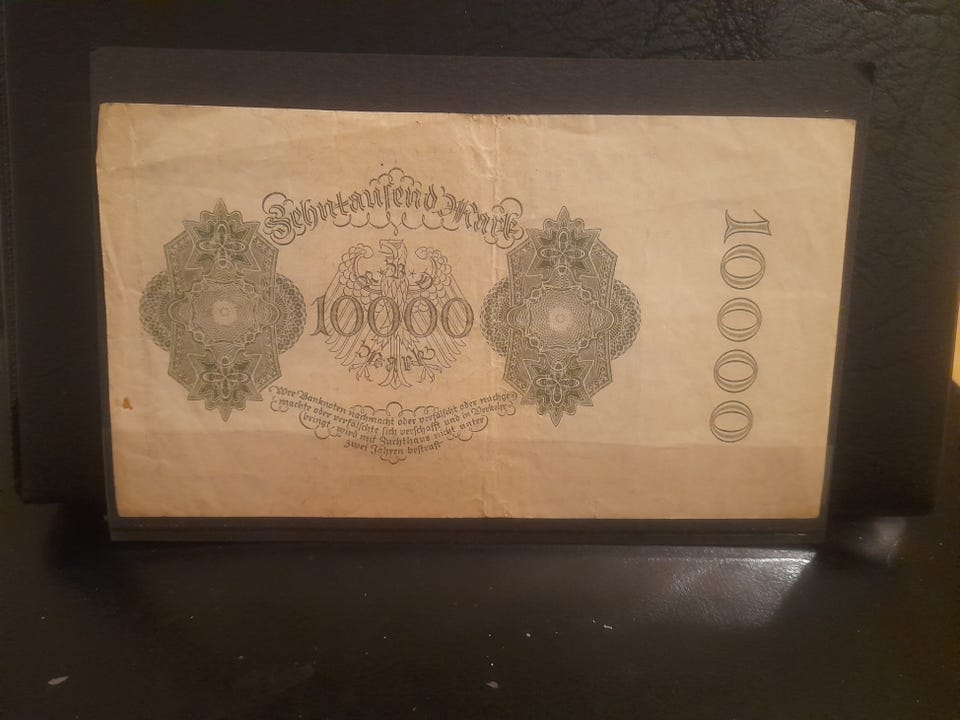 Zehntausend Mark
10000
Mark
Wer Banknoten nachmacht oder verfälscht oder nachge=
machte oder verfälschte sich verschafft und in Verkehr
bringt, wird mit Zuchthaus nicht unter
zwei Jahren bestraft
10000